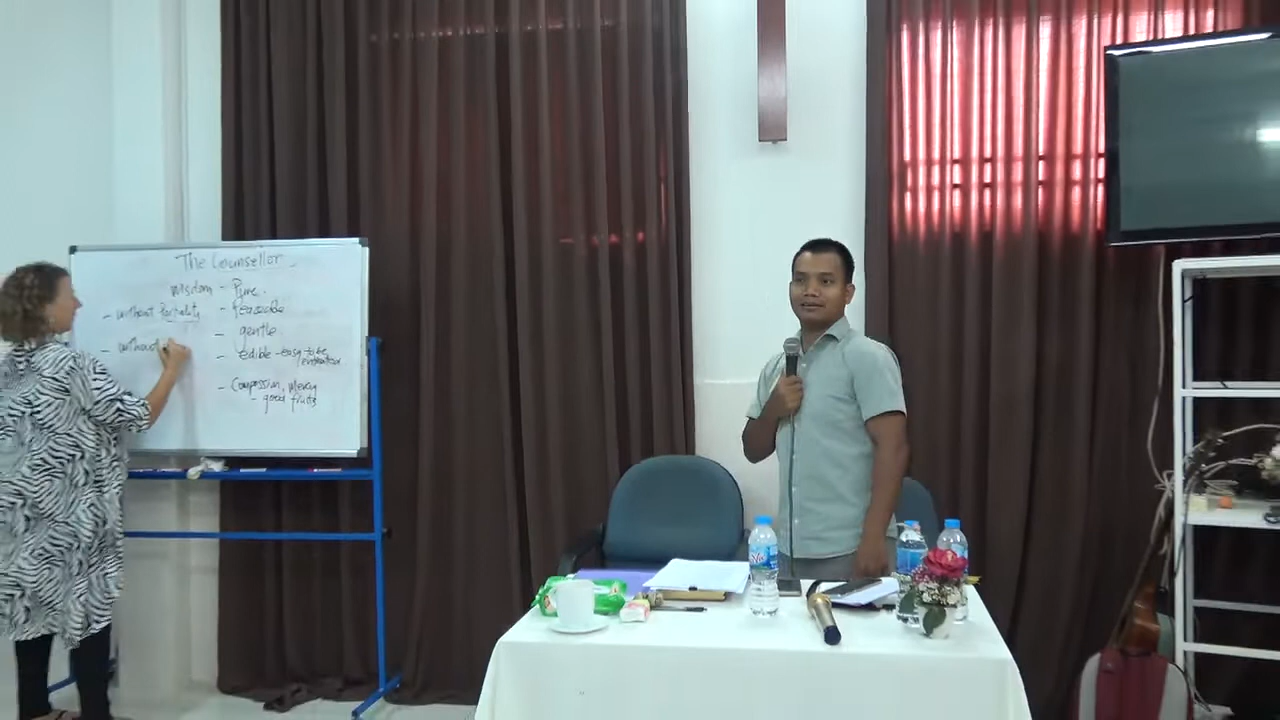 The Counsellor
wisdom - Pure.
- without Partiality
- Peaceable
- gentle
- without
- edible - easy to be
- Compassion, Mercy
- good fruits